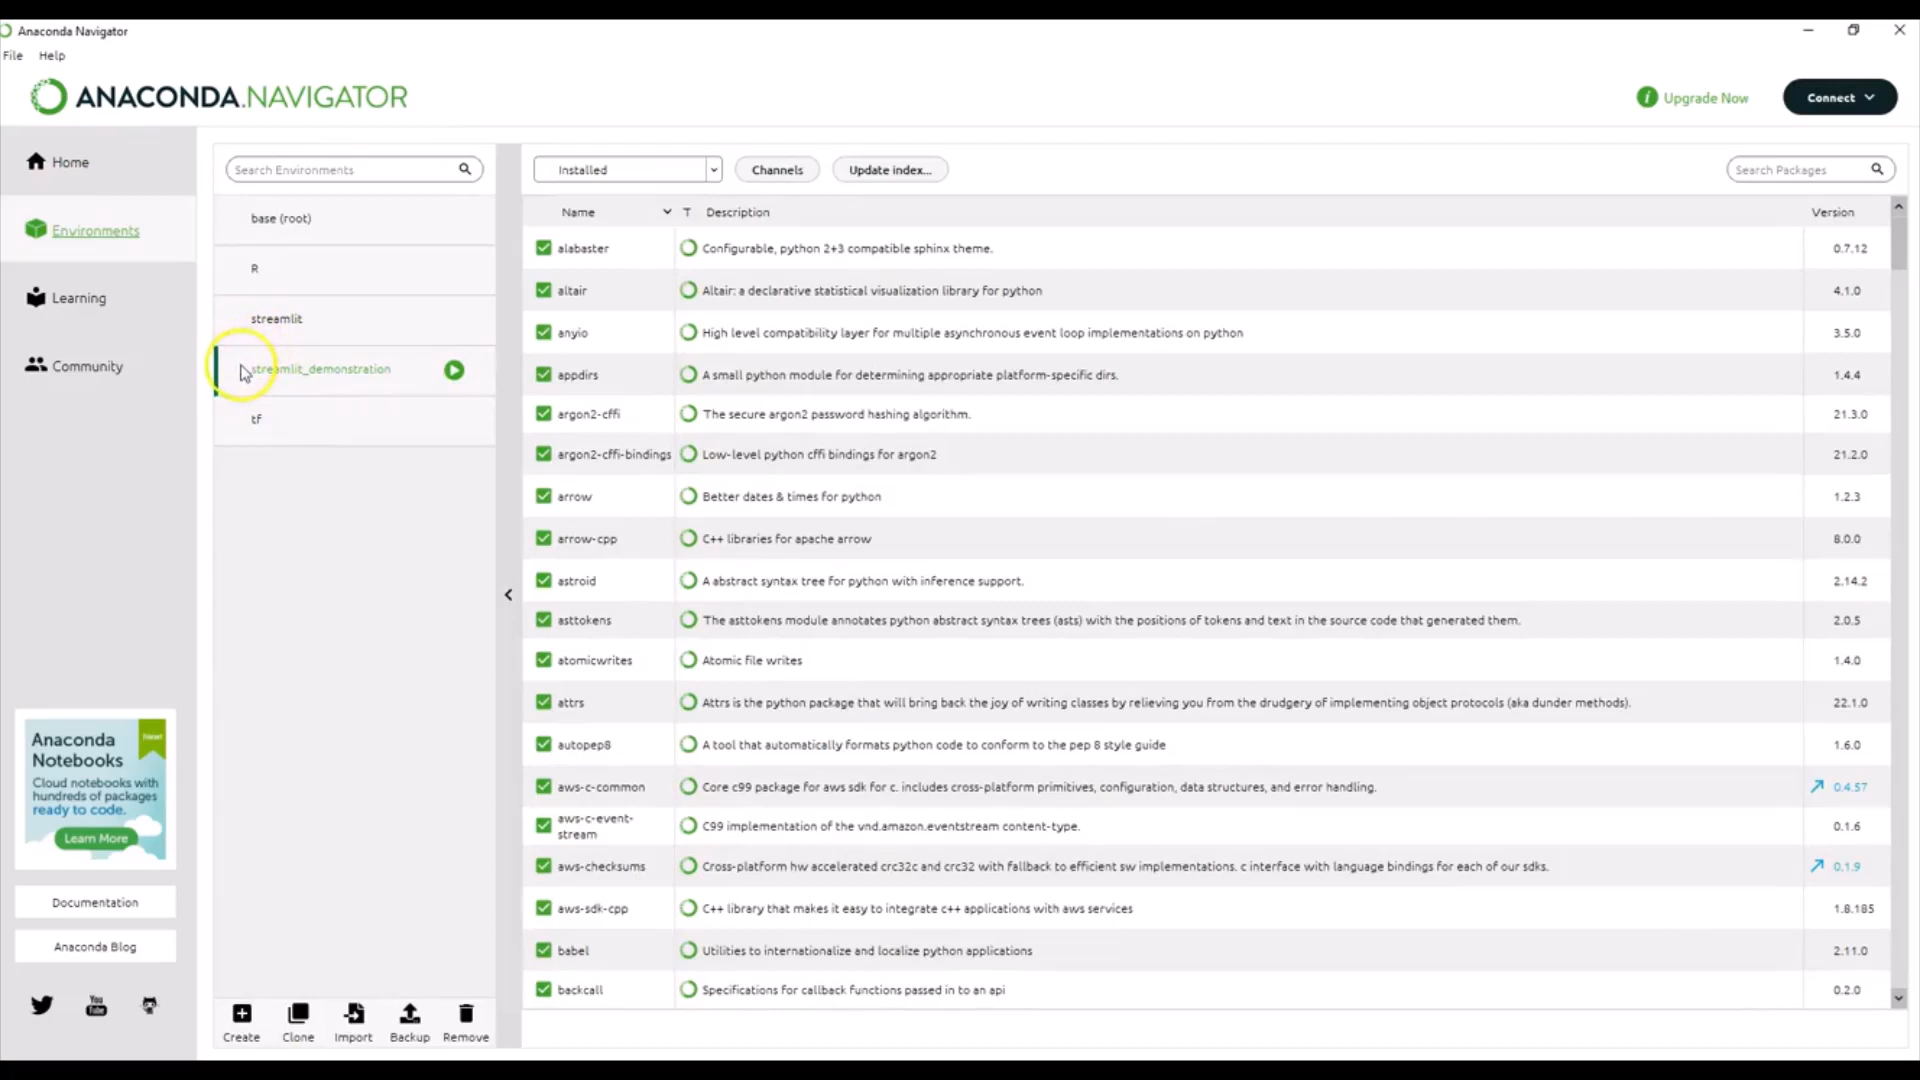 Anaconda Navigator
File Help
ANACONDA.NAVIGATOR
Upgrade Now
Connect
Home
Environments
Learning
Community
Anaconda
Notebooks
New!
Cloud notebooks with
hundreds of packages
ready to code.
Learn More
Documentation
Anaconda Blog
You
Tube
Search Environments
base (root)
R
streamlit
streamlit_demonstration
tf
Create Clone Import Backup Remove
Installed Channels Update index... Search Packages
Name T Description Version
alabaster Configurable, python 2+3 compatible sphinx theme. 0.7.12
altair Altair: a declarative statistical visualization library for python 4.1.0
anyio High level compatibility layer for multiple asynchronous event loop implementations on python 3.5.0
appdirs A small python module for determining appropriate platform-specific dirs. 1.4.4
argon2-cffi The secure argon2 password hashing algorithm. 21.3.0
argon2-cffi-bindings Low-level python cffi bindings for argon2 21.2.0
arrow Better dates & times for python 1.2.3
arrow-cpp C++ libraries for apache arrow 8.0.0
astroid A abstract syntax tree for python with inference support. 2.14.2
asttokens The asttokens module annotates python abstract syntax trees (asts) with the positions of tokens and text in the source code that generated them. 2.0.5
atomicwrites Atomic file writes 1.4.0
attrs Attrs is the python package that will bring back the joy of writing classes by relieving you from the drudgery of implementing object protocols (aka dunder methods). 22.1.0
autopep8 A tool that automatically formats python code to conform to the pep 8 style guide 1.6.0
aws-c-common Core c99 package for aws sdk for c. includes cross-platform primitives, configuration, data structures, and error handling. 0.4.57
aws-c-event-
stream C99 implementation of the vnd.amazon.eventstream content-type. 0.1.6
aws-checksums Cross-platform hw accelerated crc32c and crc32 with fallback to efficient sw implementations. c interface with language bindings for each of our sdks. 0.1.9
aws-sdk-cpp C++ library that makes it easy to integrate c++ applications with aws services 1.8.185
babel Utilities to internationalize and localize python applications 2.11.0
backcall Specifications for callback functions passed in to an api 0.2.0